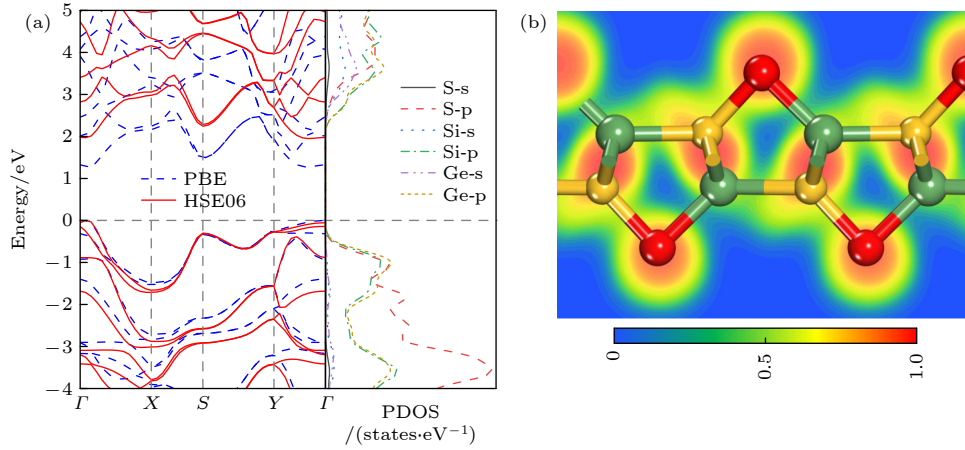 (a)
Energy/eV
5
4
3
2
1
0
−1
−2
−3
−4
Γ
X
S
Y
Γ
PBE
HSE06
PDOS
/(states·eV⁻¹)
S-s
S-p
Si-s
Si-p
Ge-s
Ge-p
(b)
0
0.5
1.0